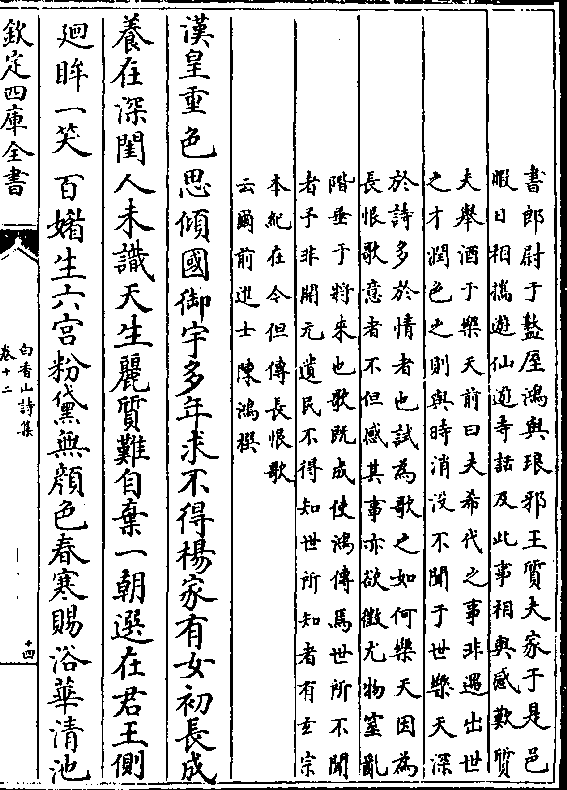 書郎尉于盩厔鴻與琅邪王質夫家于是邑
暇日相攜遊仙遊寺話及此事相與感歎質
夫舉酒于樂天前曰夫希代之事非遇出世
之才潤色之則與時消沒不聞于世樂天深
於詩多於情者也試為歌之如何樂天因為
長恨歌意者不但感其事亦欲徵尤物窒亂
階垂于將來也歌既成使鴻傳焉世所不聞
者予非開元遺民不得知世所知者有玄宗
本紀在今但傳長恨歌
云爾前進士陳鴻撰
漢皇重色思傾國御宇多年求不得楊家有女初長成
養在深閨人未識天生麗質難自棄一朝選在君王側
迴眸一笑百媚生六宮粉黛無顏色春寒賜浴華清池
欽定四庫全書
白香山詩集
卷十二
十四